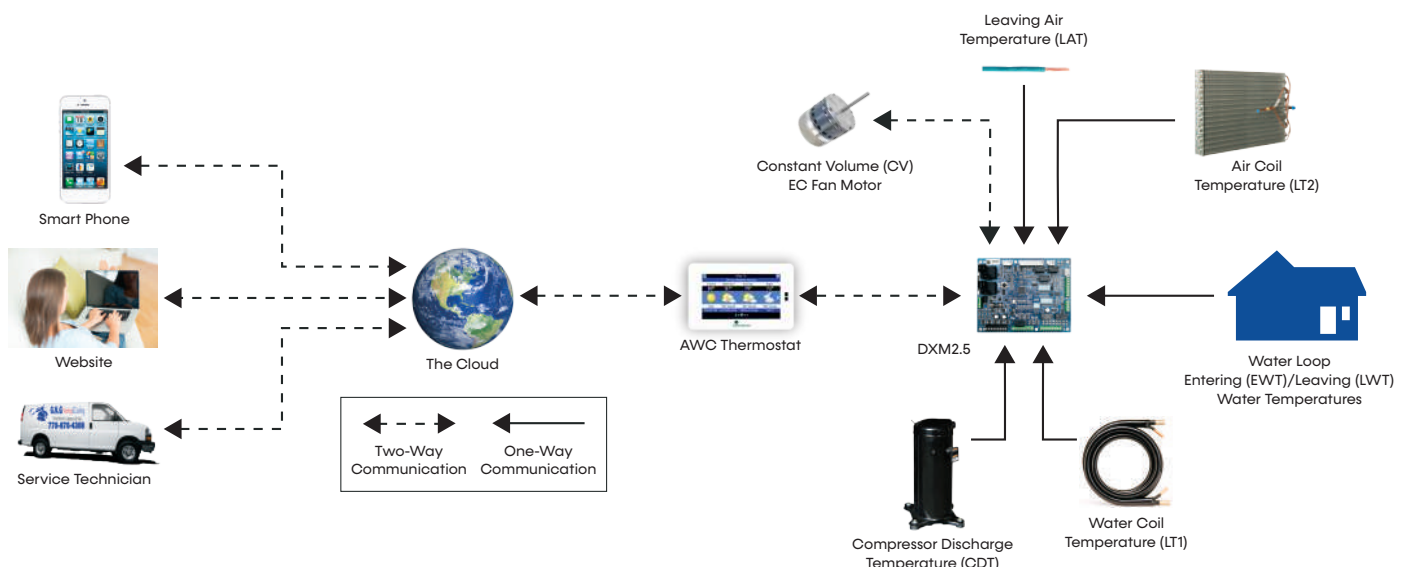 Leaving Air
Temperature (LAT)
Smart Phone
Constant Volume (CV)
EC Fan Motor
Air Coil
Temperature (LT2)
Website
The Cloud
AWC Thermostat
DXM2.5
Water Loop
Entering (EWT)/Leaving (LWT)
Water Temperatures
Two-Way
Communication
One-Way
Communication
Service Technician
Compressor Discharge
Temperature (CDT)
Water Coil
Temperature (LT1)